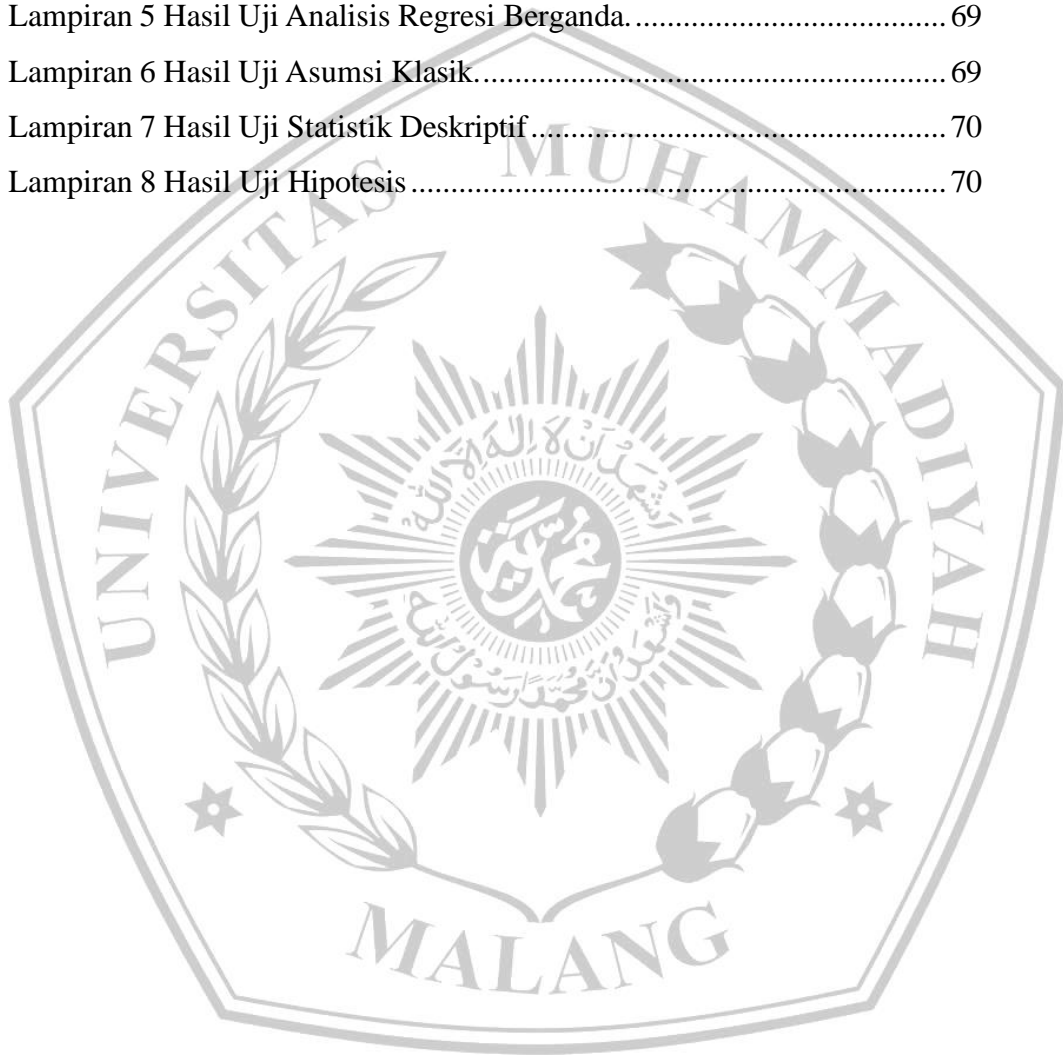 Lampiran 5 Hasil Uji Analisis Regresi Berganda........................................ 69
Lampiran 6 Hasil Uji Asumsi Klasik........................................................... 69
Lampiran 7 Hasil Uji Statistik Deskriptif.................................................... 70
Lampiran 8 Hasil Uji Hipotesis................................................................... 70
UNIVERSITAS MUHAMMADIYAH
MALANG